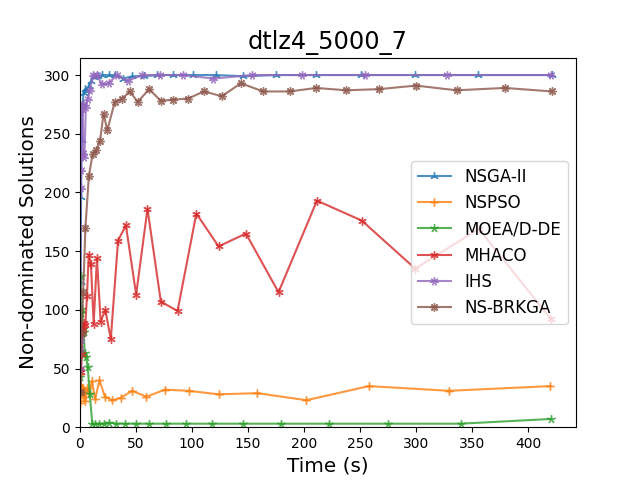 dtlz4_5000_7
Non-dominated Solutions
300
250
200
150
100
50
0
NSGA-II
NSPSO
MOEA/D-DE
MHACO
IHS
NS-BRKGA
0 50 100 150 200 250 300 350 400
Time (s)